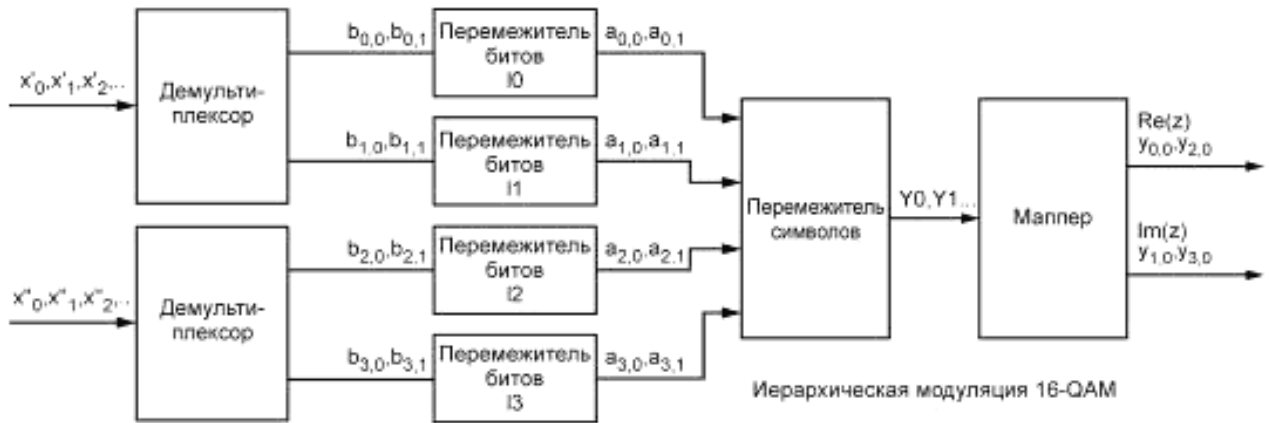 x'0,x'1,x'2,..
Демульти-
плексор
b0,0,b0,1
Перемежитель
битов
I0
a0,0,a0,1
b1,0,b1,1
Перемежитель
битов
I1
a1,0,a1,1
x"0,x"1,x"2,..
Демульти-
плексор
b2,0,b2,1
Перемежитель
битов
I2
a2,0,a2.1
b3,0,b3,1
Перемежитель
битов
I3
a3,0,a3,1
Перемежитель
символов
Y0,Y1...
Маппер
Re(z)
y0,0,y2,0
Im(z)
y1,0,y3,0
Иерархическая модуляция 16-QAM